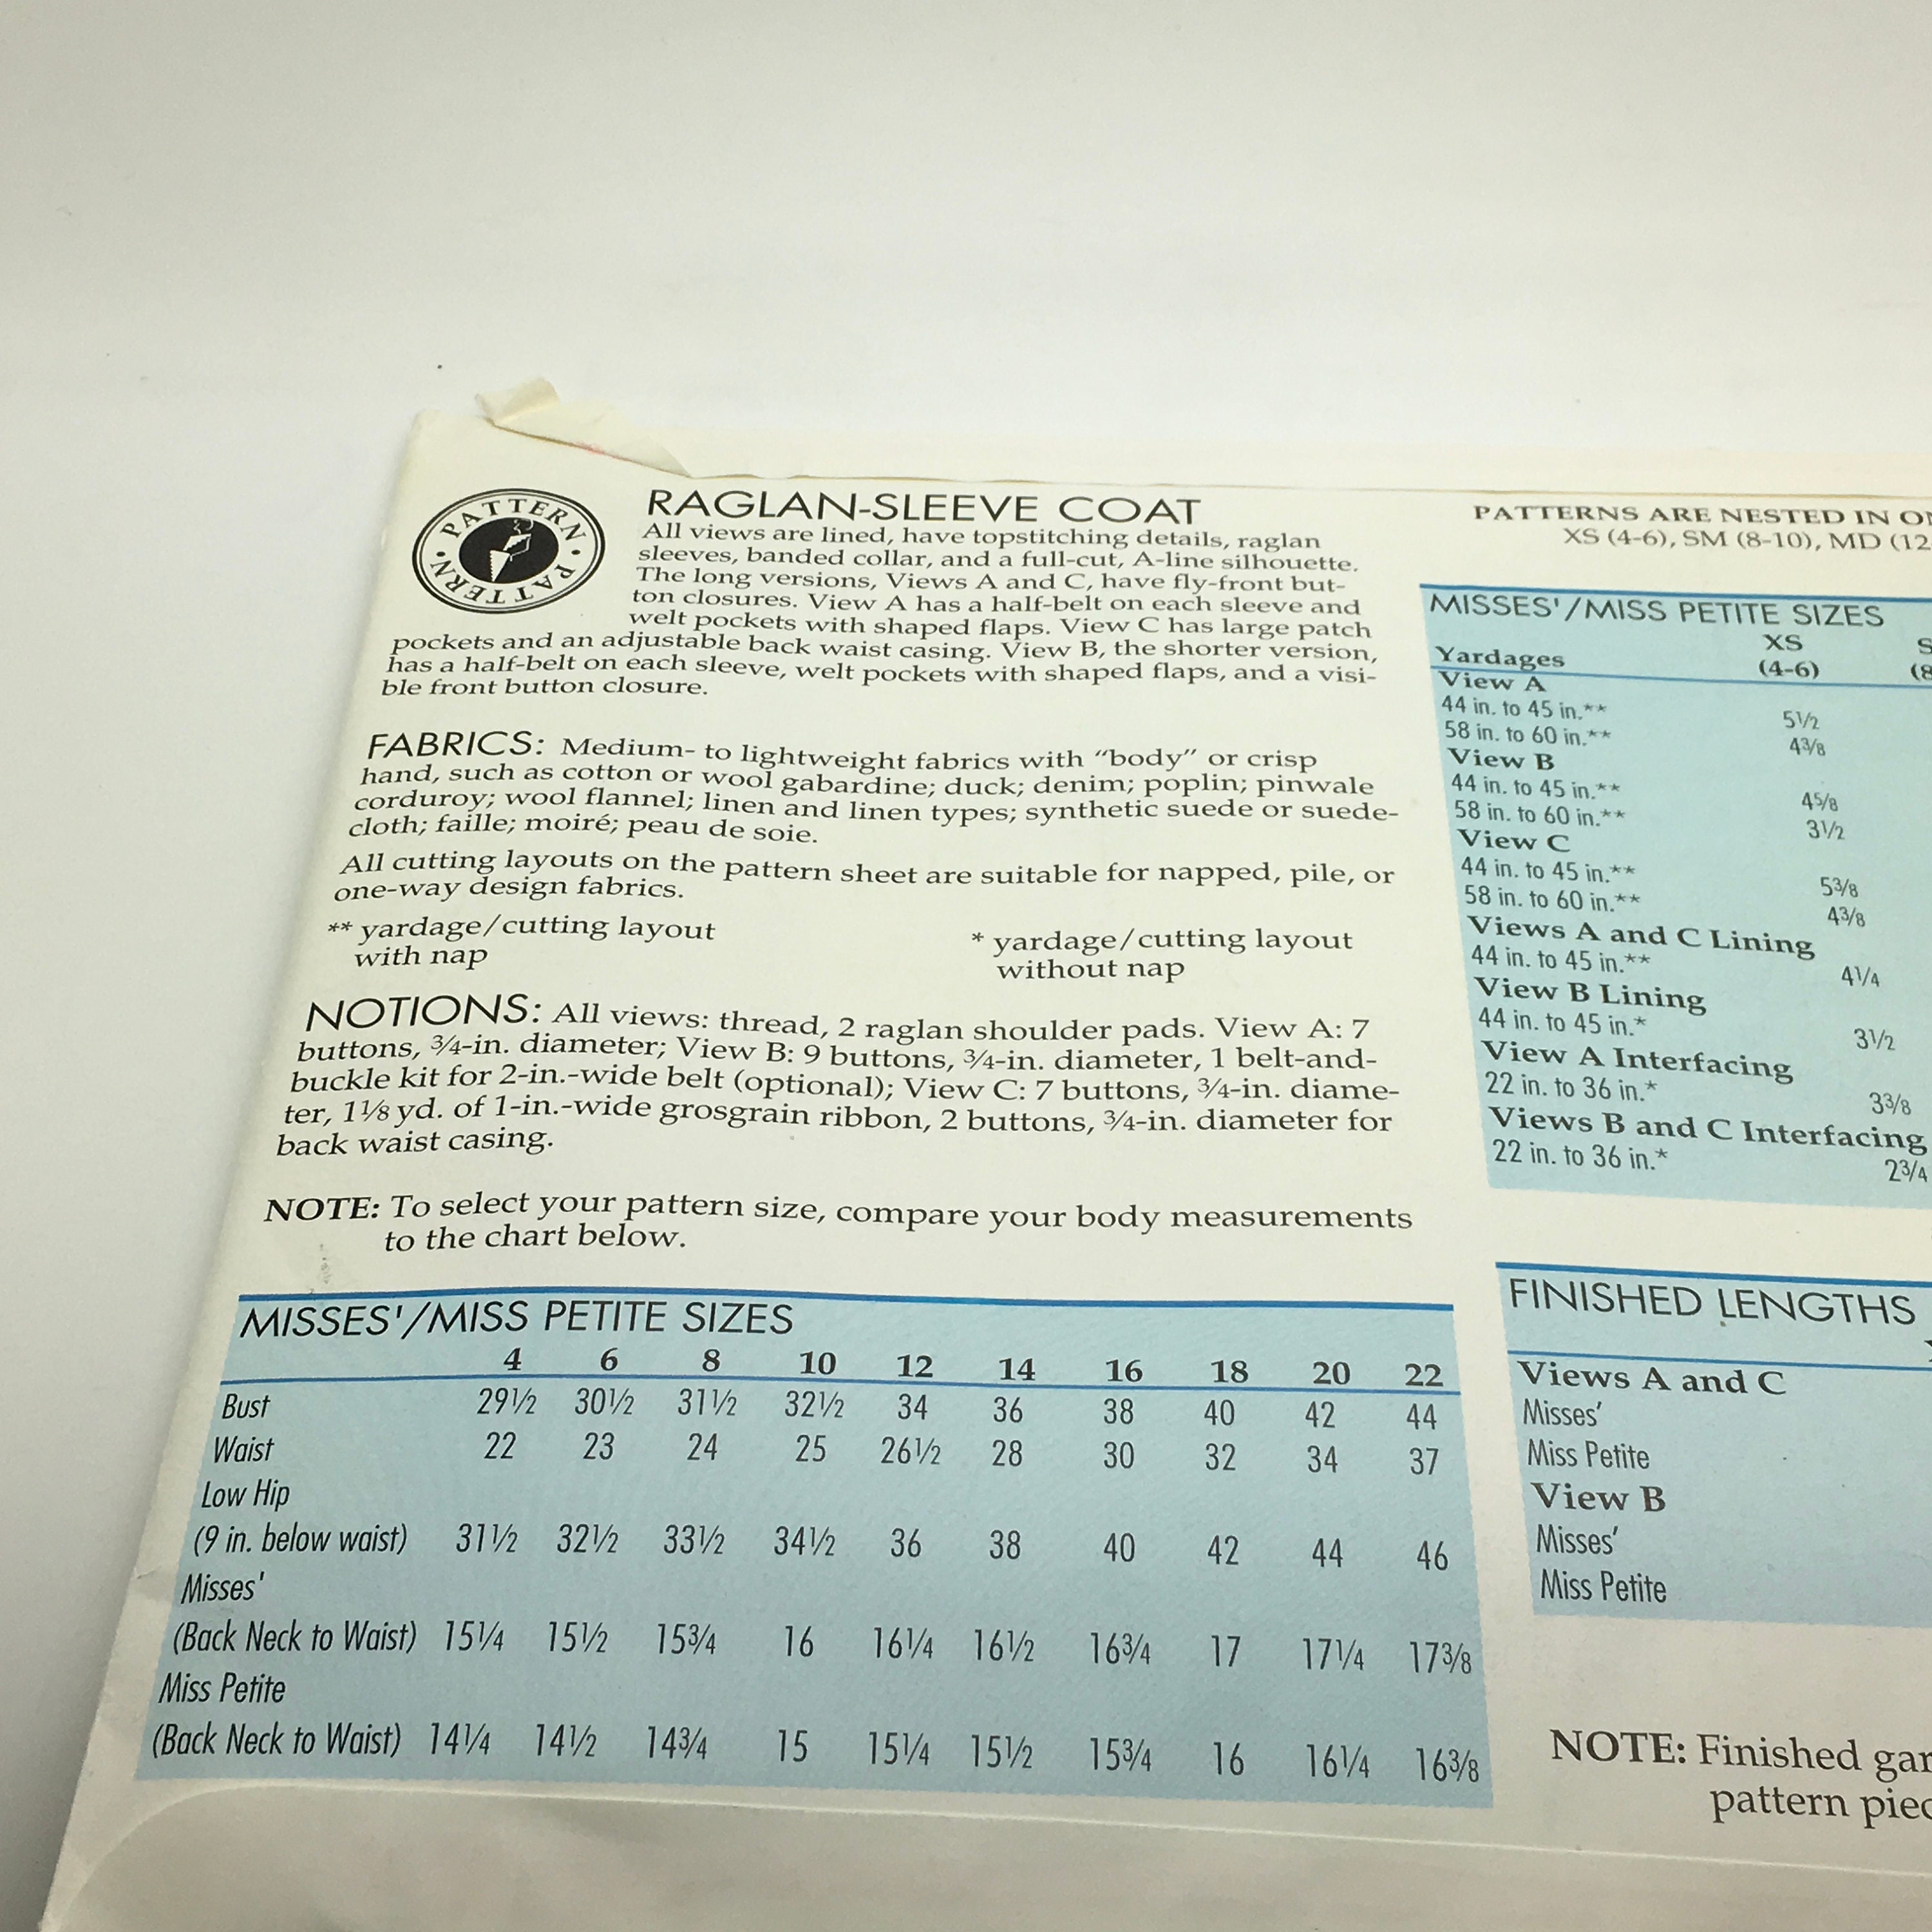 PATTERN • PATTERN •
RAGLAN-SLEEVE COAT
All views are lined, have topstitching details, raglan
sleeves, banded collar, and a full-cut, A-line silhouette.
The long versions, Views A and C, have fly-front but-
ton closures. View A has a half-belt on each sleeve and
welt pockets with shaped flaps. View C has large patch
pockets and an adjustable back waist casing. View B, the shorter version,
has a half-belt on each sleeve, welt pockets with shaped flaps, and a visi-
ble front button closure.
FABRICS: Medium- to lightweight fabrics with “body” or crisp
hand, such as cotton or wool gabardine; duck; denim; poplin; pinwale
corduroy; wool flannel; linen and linen types; synthetic suede or suede-
cloth; faille; moiré; peau de soie.
All cutting layouts on the pattern sheet are suitable for napped, pile, or
one-way design fabrics.
** yardage/cutting layout
with nap
* yardage/cutting layout
without nap
NOTIONS: All views: thread, 2 raglan shoulder pads. View A: 7
buttons, ¾-in. diameter; View B: 9 buttons, ¾-in. diameter, 1 belt-and-
buckle kit for 2-in.-wide belt (optional); View C: 7 buttons, ¾-in. diame-
ter, 1⅛ yd. of 1-in.-wide grosgrain ribbon, 2 buttons, ¾-in. diameter for
back waist casing.
NOTE: To select your pattern size, compare your body measurements
to the chart below.
MISSES'/MISS PETITE SIZES
4 6 8 10 12 14 16 18 20 22
Bust 29½ 30½ 31½ 32½ 34 36 38 40 42 44
Waist 22 23 24 25 26½ 28 30 32 34 37
Low Hip
(9 in. below waist) 31½ 32½ 33½ 34½ 36 38 40 42 44 46
Misses'
(Back Neck to Waist) 15¼ 15½ 15¾ 16 16¼ 16½ 16¾ 17 17¼ 17⅜
Miss Petite
(Back Neck to Waist) 14¼ 14½ 14¾ 15 15¼ 15½ 15¾ 16 16¼ 16⅜
PATTERNS ARE NESTED IN
XS (4-6), SM (8-10), MD (12
MISSES'/MISS PETITE SIZES
XS
Yardages (4-6) (8
View A
44 in. to 45 in.** 5½
58 in. to 60 in.** 4⅜
View B
44 in. to 45 in.** 4⅝
58 in. to 60 in.** 3½
View C
44 in. to 45 in.** 5⅜
58 in. to 60 in.** 4⅜
Views A and C Lining
44 in. to 45 in.** 4¼
View B Lining
44 in. to 45 in.* 3½
View A Interfacing
22 in. to 36 in.* 3⅜
Views B and C Interfacing
22 in. to 36 in.* 2¾
FINISHED LENGTHS
Views A and C
Misses'
Miss Petite
View B
Misses'
Miss Petite
NOTE: Finished
pattern